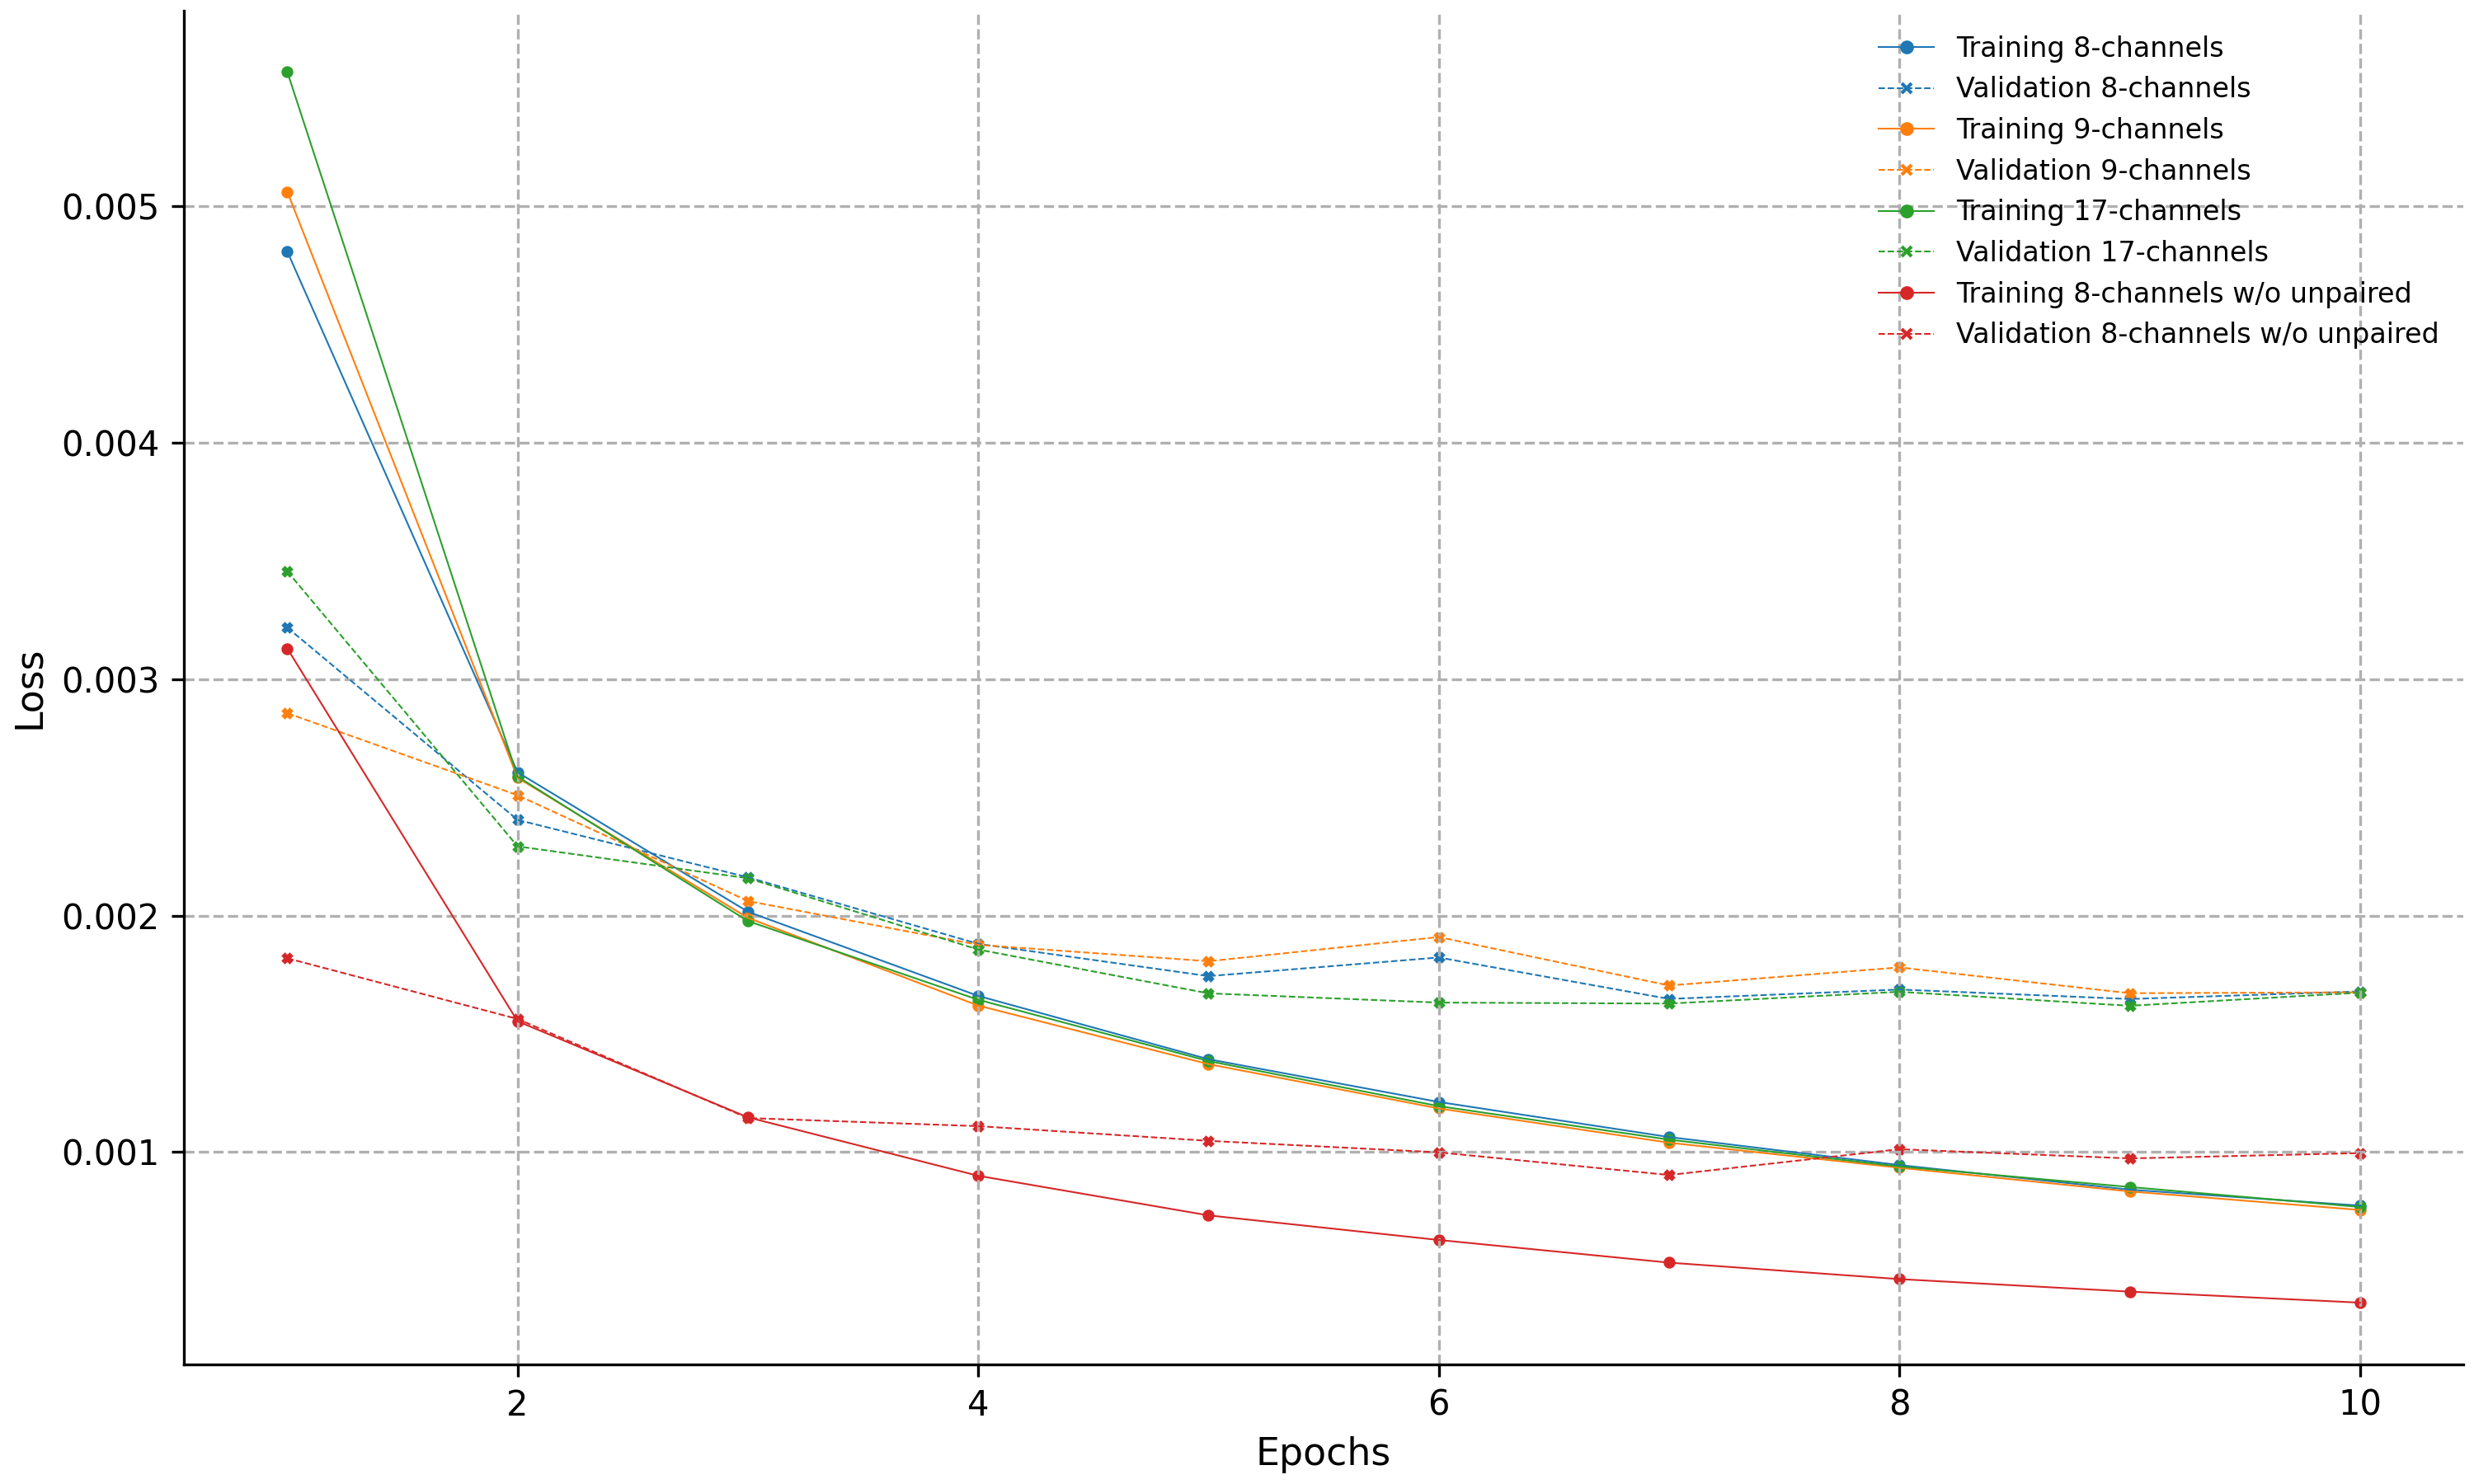 Training 8-channels
Validation 8-channels
Training 9-channels
Validation 9-channels
Training 17-channels
Validation 17-channels
Training 8-channels w/o unpaired
Validation 8-channels w/o unpaired
0.005
0.004
0.003
0.002
0.001
Loss
2 4 6 8 10
Epochs